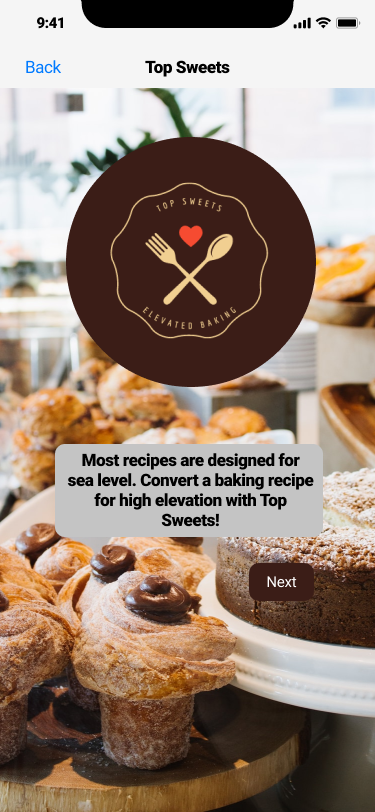 9:41
Back
Top Sweets
TOP SWEETS
ELEVATED BAKING
Most recipes are designed for
sea level. Convert a baking recipe
for high elevation with Top
Sweets!
Next